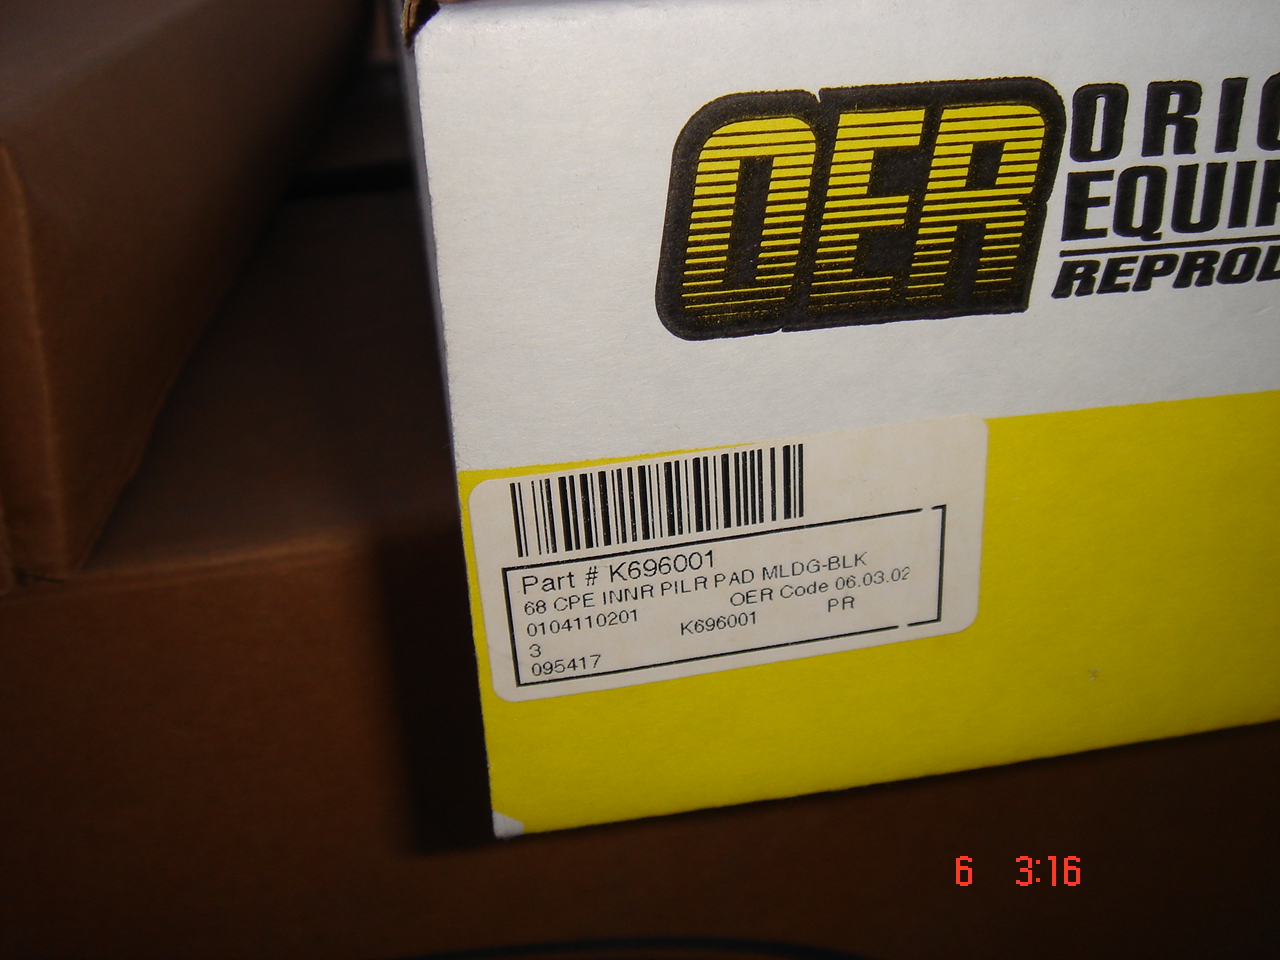 OER
ORIG
EQUIP
REPROD
Part # K696001
68 CPE INNR PILR PAD MLDG-BLK
0104110201 OER Code 06.03.02
3 K696001 PR
095417
6 3:16